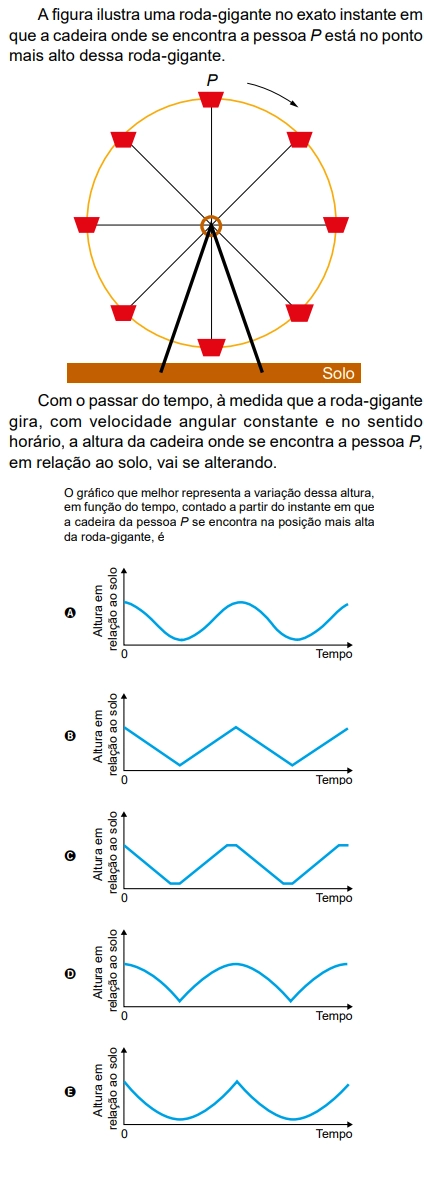 A figura ilustra uma roda-gigante no exato instante em
que a cadeira onde se encontra a pessoa P está no ponto
mais alto dessa roda-gigante.
P
Solo
Com o passar do tempo, à medida que a roda-gigante
gira, com velocidade angular constante e no sentido
horário, a altura da cadeira onde se encontra a pessoa P,
em relação ao solo, vai se alterando.
O gráfico que melhor representa a variação dessa altura,
em função do tempo, contado a partir do instante em que
a cadeira da pessoa P se encontra na posição mais alta
da roda-gigante, é
A
Altura em
relação ao solo
0
Tempo
B
Altura em
relação ao solo
0
Tempo
C
Altura em
relação ao solo
0
Tempo
D
Altura em
relação ao solo
0
Tempo
E
Altura em
relação ao solo
0
Tempo